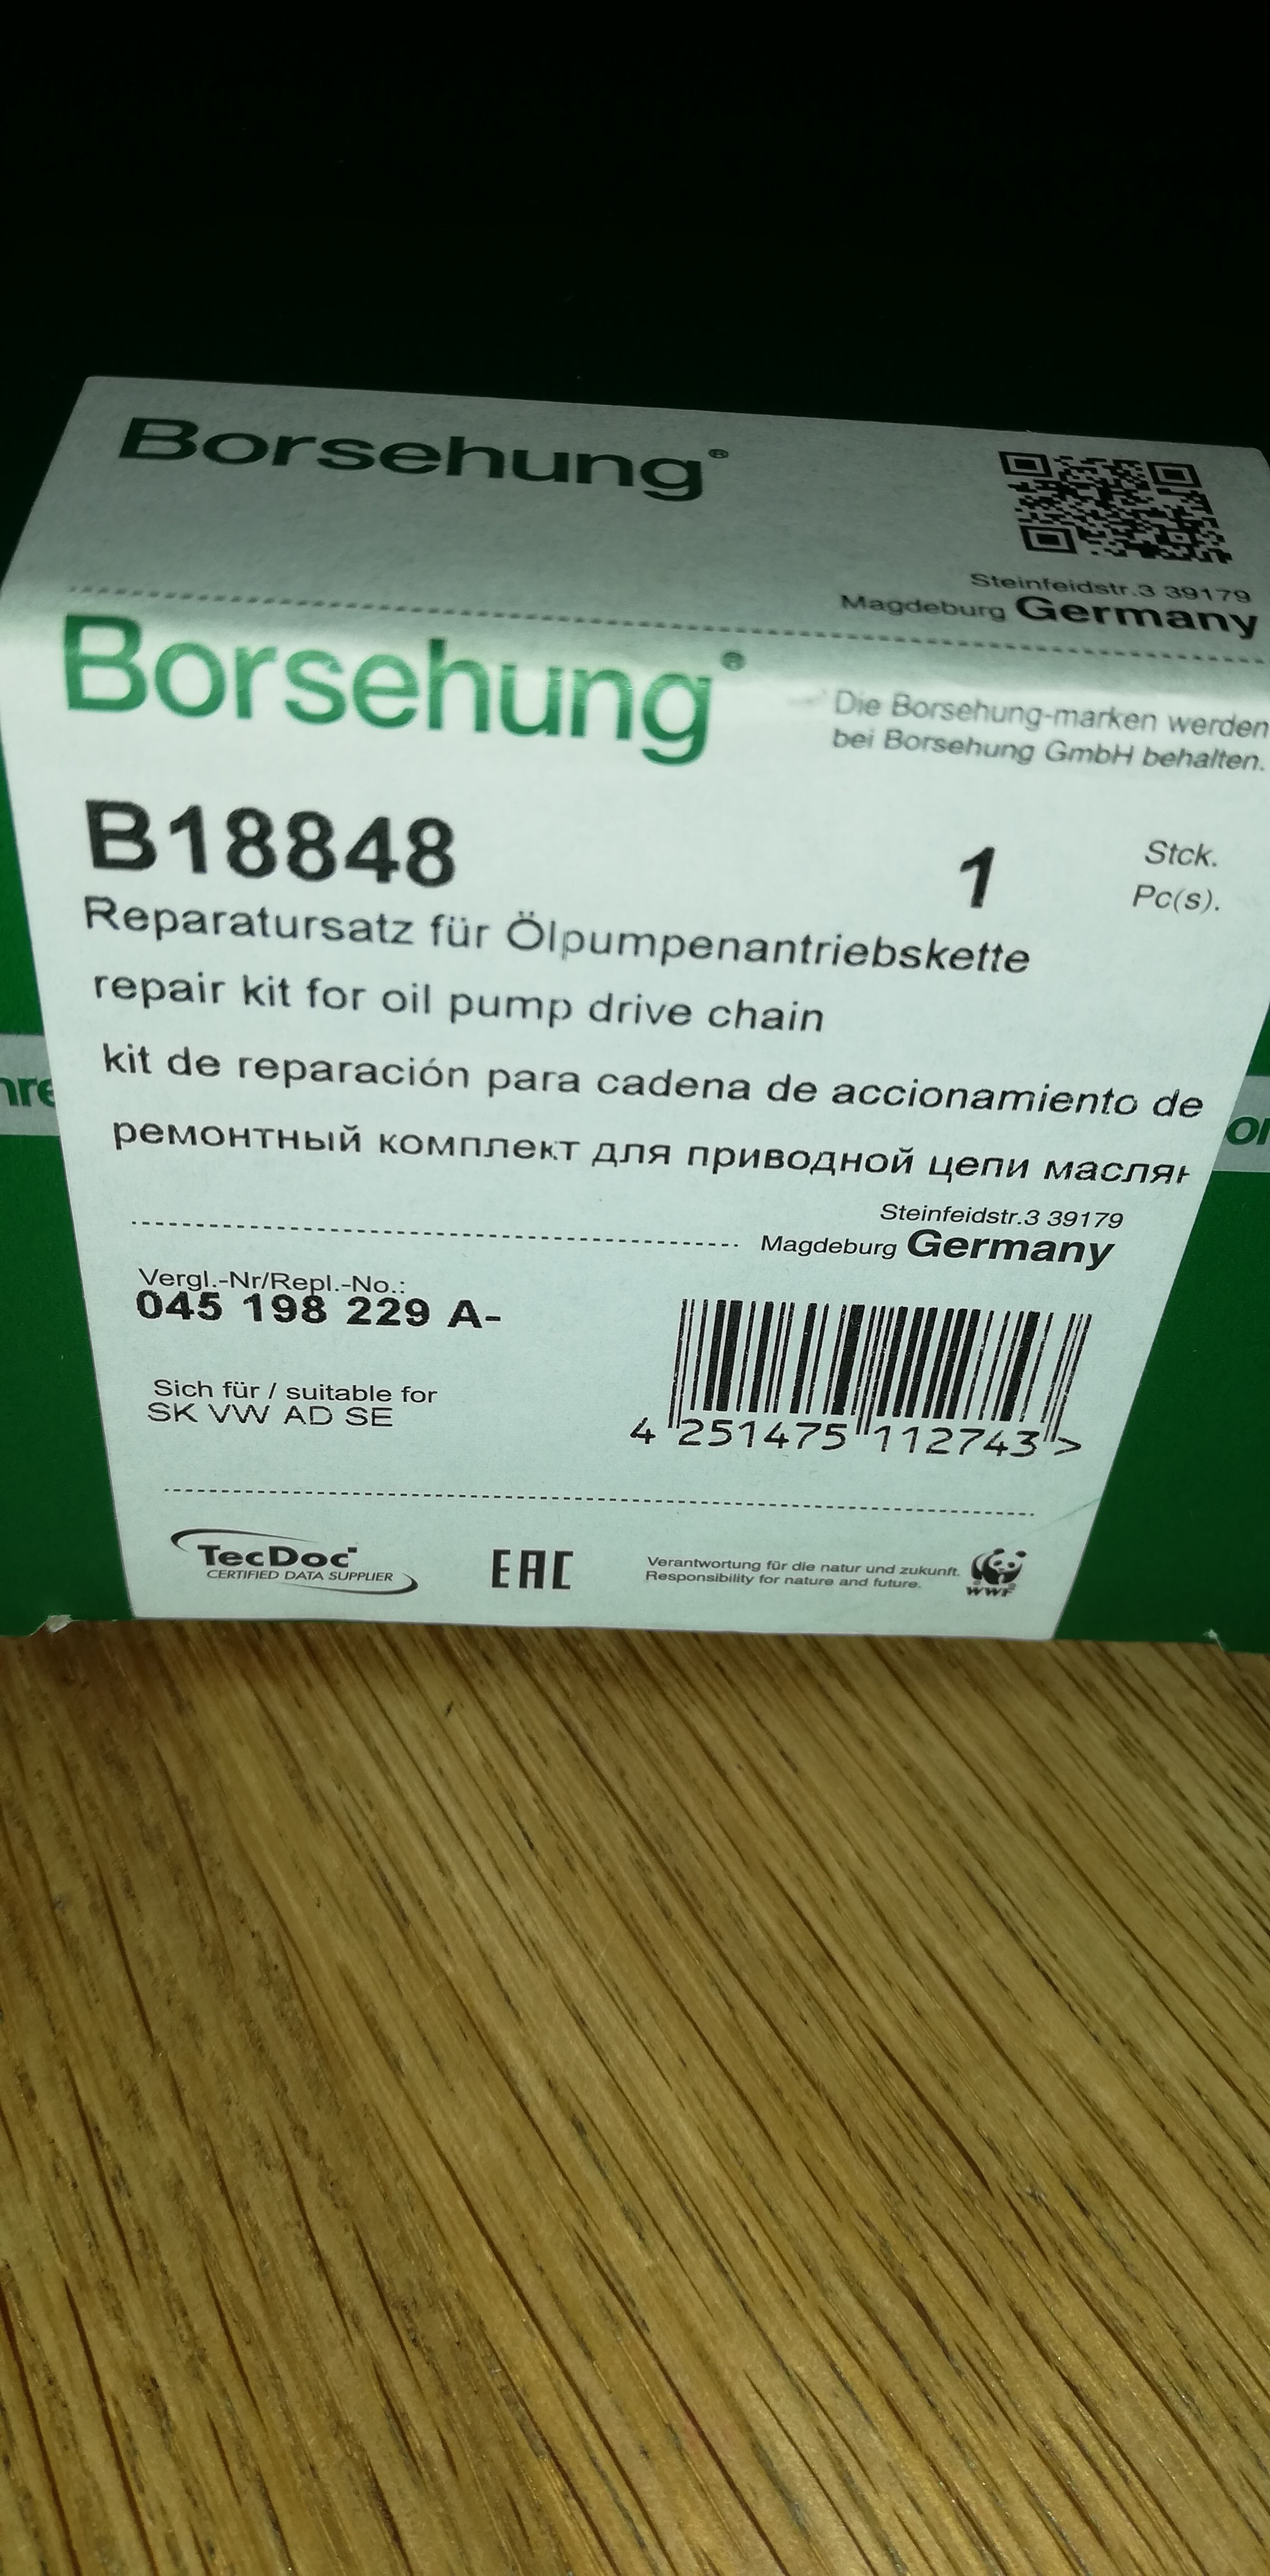 Borsehung®
Steinfeidstr.3 39179
Magdeburg Germany
Borsehung®
Die Borsehung-marken werden
bei Borsehung GmbH behalten.
B18848
1
Stck.
Pc(s).
Reparatursatz für Ölpumpenantriebskette
repair kit for oil pump drive chain
kit de reparación para cadena de accionamiento de
ремонтный комплект для приводной цепи маслян
Steinfeidstr.3 39179
Magdeburg Germany
Vergl.-Nr/Repl.-No.:
045 198 229 A-
Sich für / suitable for
SK VW AD SE
4 251475 112743 >
TecDoc
CERTIFIED DATA SUPPLIER
EAC
Verantwortung für die natur und zukunft.
Responsibility for nature and future.
WWF